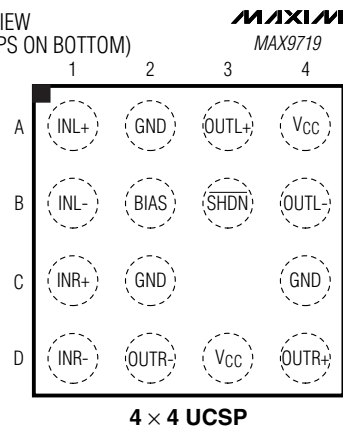 IEW
PS ON BOTTOM)
MAXIM
MAX9719
1 2 3 4
A INL+ GND OUTL+ VCC
B INL- BIAS SHDN OUTL-
C INR+ GND GND
D INR- OUTR- VCC OUTR+
4 × 4 UCSP